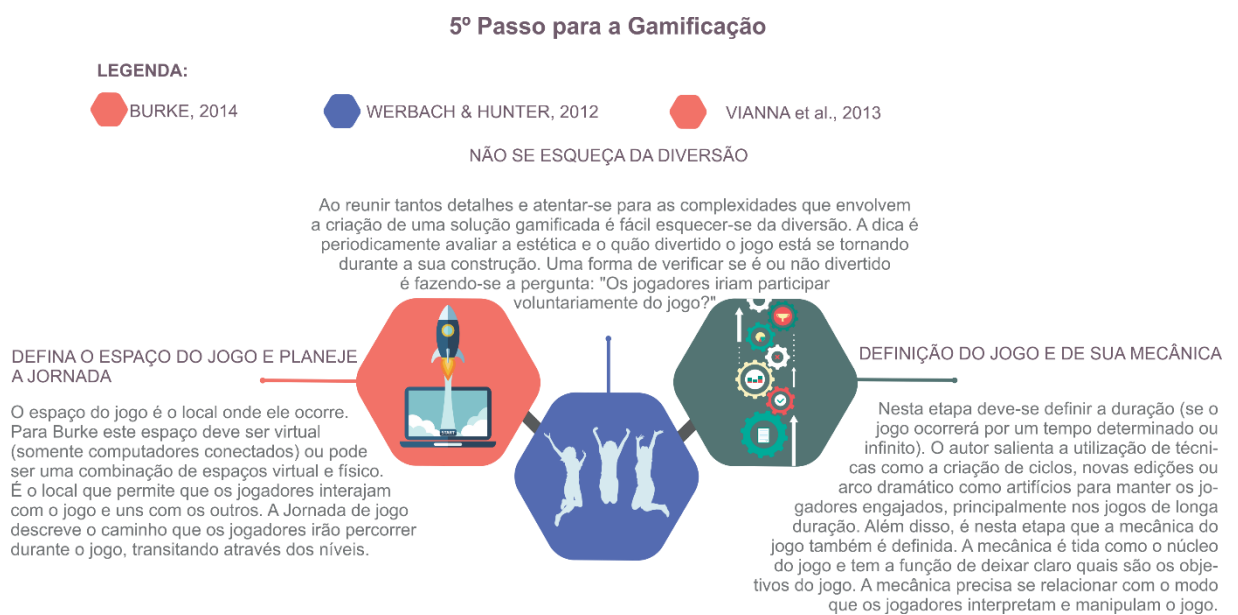 5º Passo para a Gamificação
LEGENDA:
BURKE, 2014
WERBACH & HUNTER, 2012
VIANNA et al., 2013
NÃO SE ESQUEÇA DA DIVERSÃO
Ao reunir tantos detalhes e atentar-se para as complexidades que envolvem
a criação de uma solução gamificada é fácil esquecer-se da diversão. A dica é
periodicamente avaliar a estética e o quão divertido o jogo está se tornando
durante a sua construção. Uma forma de verificar se é ou não divertido
é fazendo-se a pergunta: "Os jogadores iriam participar
voluntariamente do jogo?"
DEFINA O ESPAÇO DO JOGO E PLANEJE
A JORNADA
O espaço do jogo é o local onde ele ocorre.
Para Burke este espaço deve ser virtual
(somente computadores conectados) ou pode
ser uma combinação de espaços virtual e físico.
É o local que permite que os jogadores interajam
com o jogo e uns com os outros. A Jornada de jogo
descreve o caminho que os jogadores irão percorrer
durante o jogo, transitando através dos níveis.
START
DEFINIÇÃO DO JOGO E DE SUA MECÂNICA
Nesta etapa deve-se definir a duração (se o
jogo ocorrerá por um tempo determinado ou
infinito). O autor salienta a utilização de técni-
cas como a criação de ciclos, novas edições ou
arco dramático como artifícios para manter os jo-
gadores engajados, principalmente nos jogos de longa
duração. Além disso, é nesta etapa que a mecânica do
jogo também é definida. A mecânica é tida como o núcleo
do jogo e tem a função de deixar claro quais são os obje-
tivos do jogo. A mecânica precisa se relacionar com o modo
que os jogadores interpretam e manipulam o jogo.